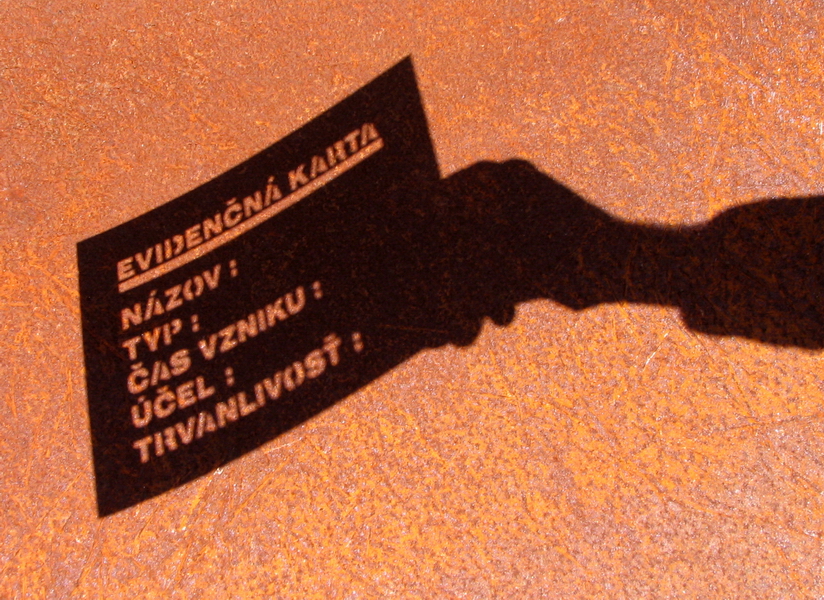 EVIDENČNÁ KARTA
NÁZOV :
TYP :
ČAS VZNIKU :
ÚČEL :
TRVANLIVOSŤ :